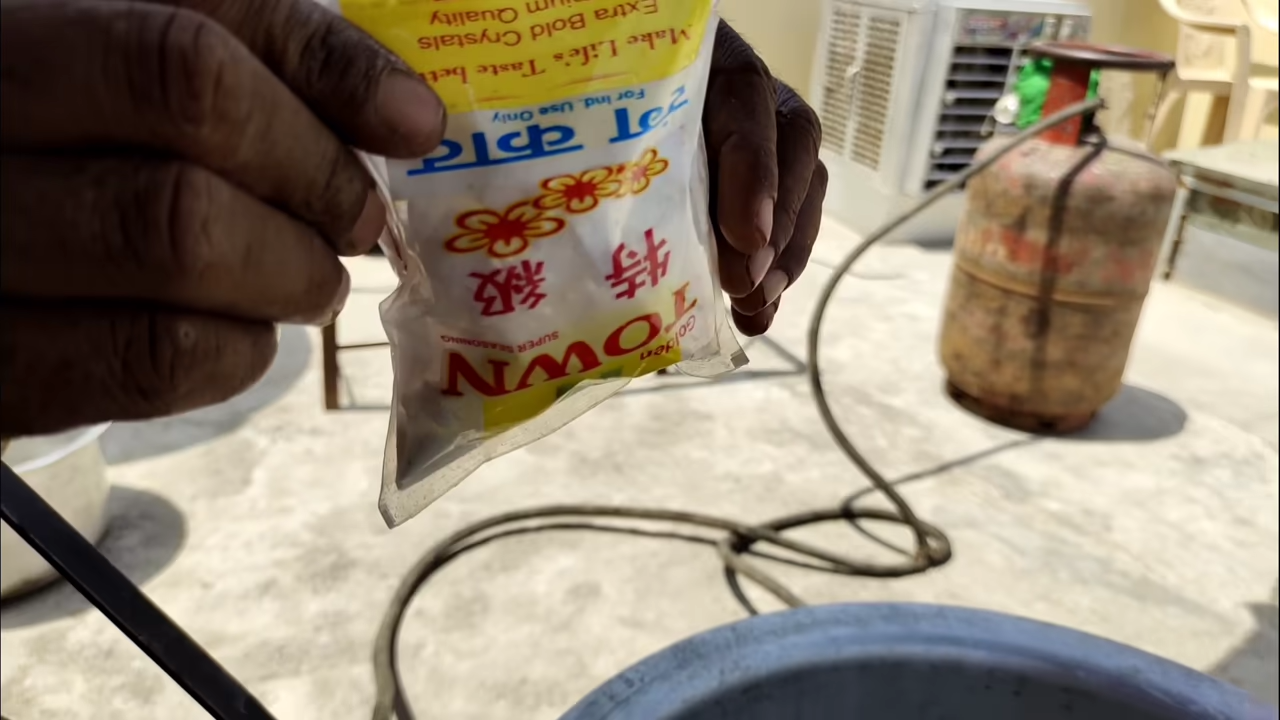 Golden
TOWN
SUPER SEASONING
特 級
रंग काट
For Ind. Use Only
Make Life's Taste
Extra Bold Crystals
Quality